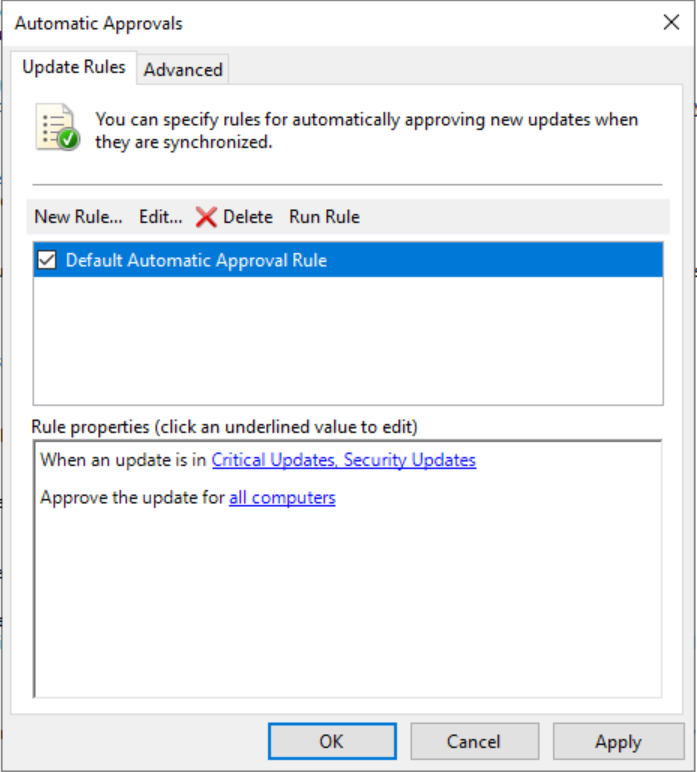 Automatic Approvals
Update Rules
Advanced
You can specify rules for automatically approving new updates when
they are synchronized.
New Rule... Edit... Delete Run Rule
Default Automatic Approval Rule
Rule properties (click an underlined value to edit)
When an update is in Critical Updates, Security Updates
Approve the update for all computers
OK Cancel Apply